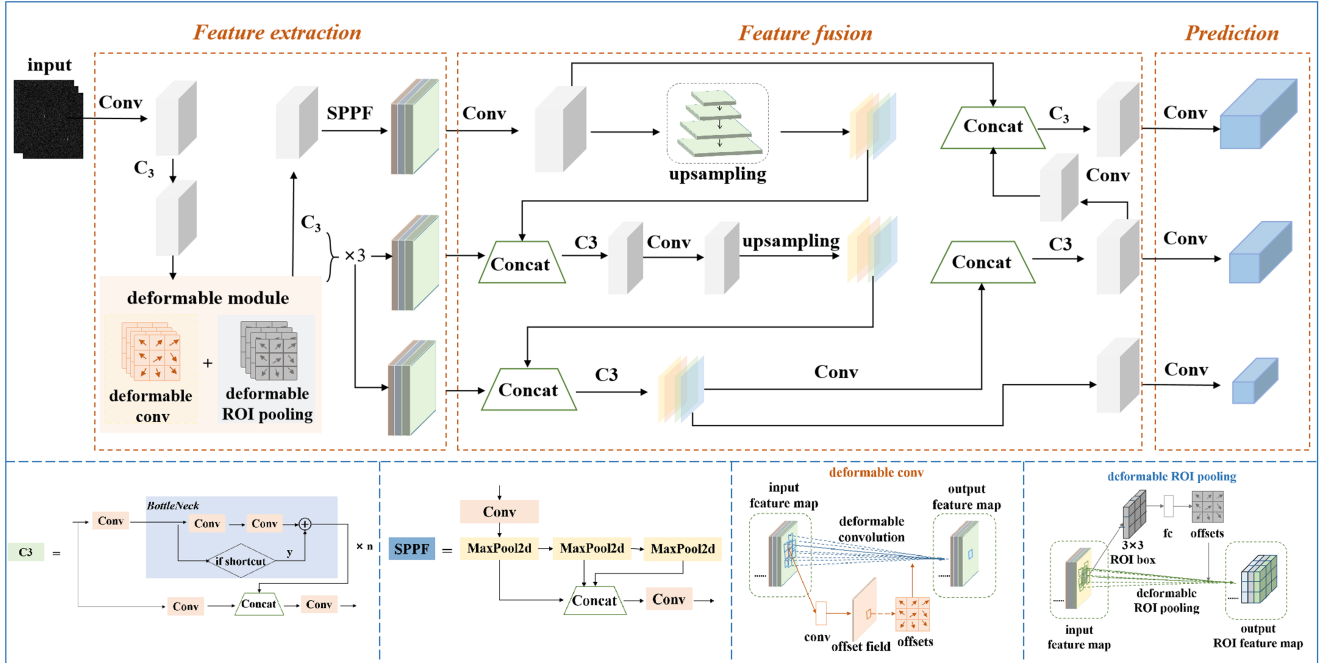 Feature extraction
Feature fusion
Prediction
input
Conv
SPPF
Conv
upsampling
Concat
C3
Conv
C3
Conv
C3
×3
Concat
C3
Conv
upsampling
Concat
C3
Conv
deformable module
+
deformable
conv
deformable
ROI pooling
Concat
C3
Conv
Conv
BottleNeck
Conv
Conv
Conv
+
C3
=
if shortcut
y
× n
Conv
Concat
Conv
Conv
SPPF
=
MaxPool2d
MaxPool2d
MaxPool2d
Concat
Conv
deformable conv
input
feature map
output
feature map
deformable
convolution
......
......
conv
offset field
offsets
deformable ROI pooling
3×3
ROI box
fc
offsets
......
......
deformable
ROI pooling
input
feature map
output
ROI feature map